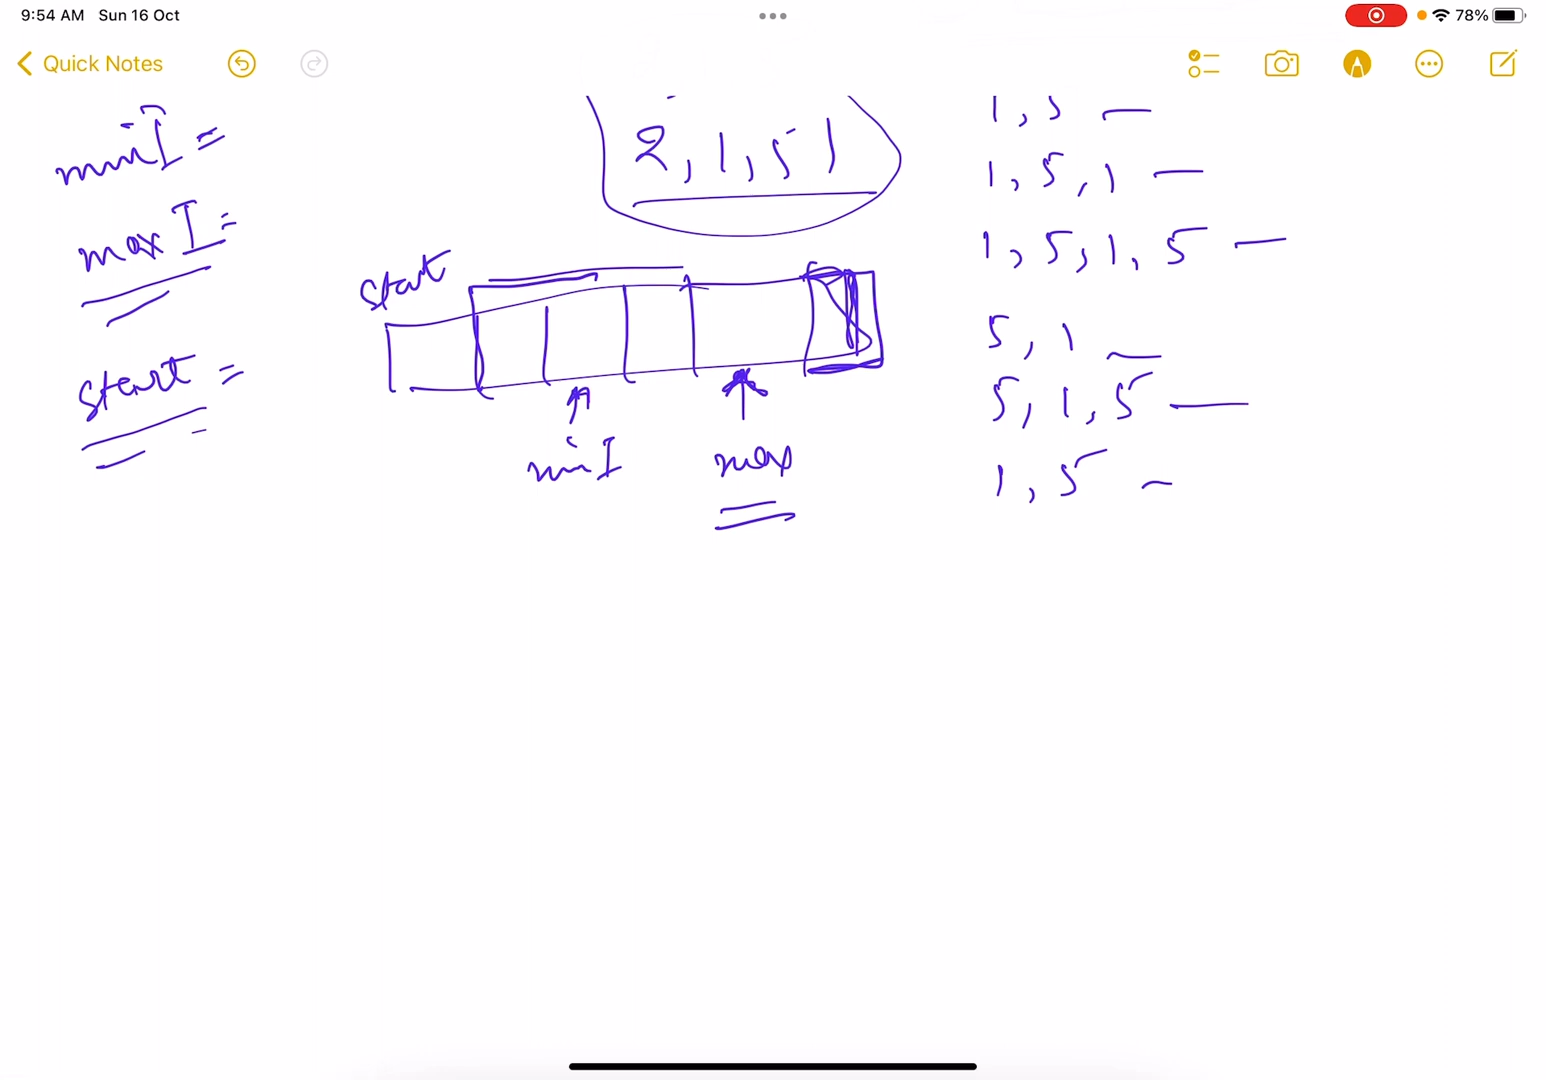 9:54 AM Sun 16 Oct
78%
Quick Notes
minI =
max I =
start =
2, 1, 5 1
start
minI
max
1, 5 —
1, 5, 1 —
1, 5, 1, 5 —
5, 1 —
5, 1, 5 —
1, 5 –